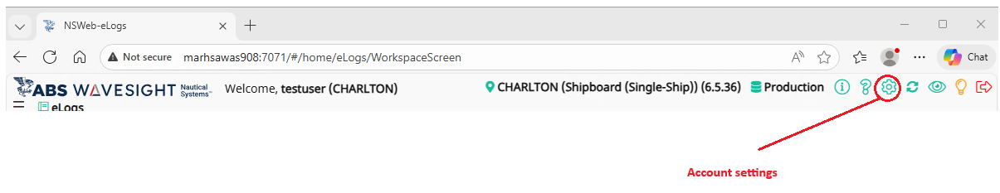 NSWeb-eLogs
Not secure marhsawas908:7071/#/home/eLogs/WorkspaceScreen Chat
ABS WAVESIGHT Nautical Systems™ Welcome, testuser (CHARLTON) CHARLTON (Shipboard (Single-Ship)) (6.5.36) Production
eLogs
Account settings